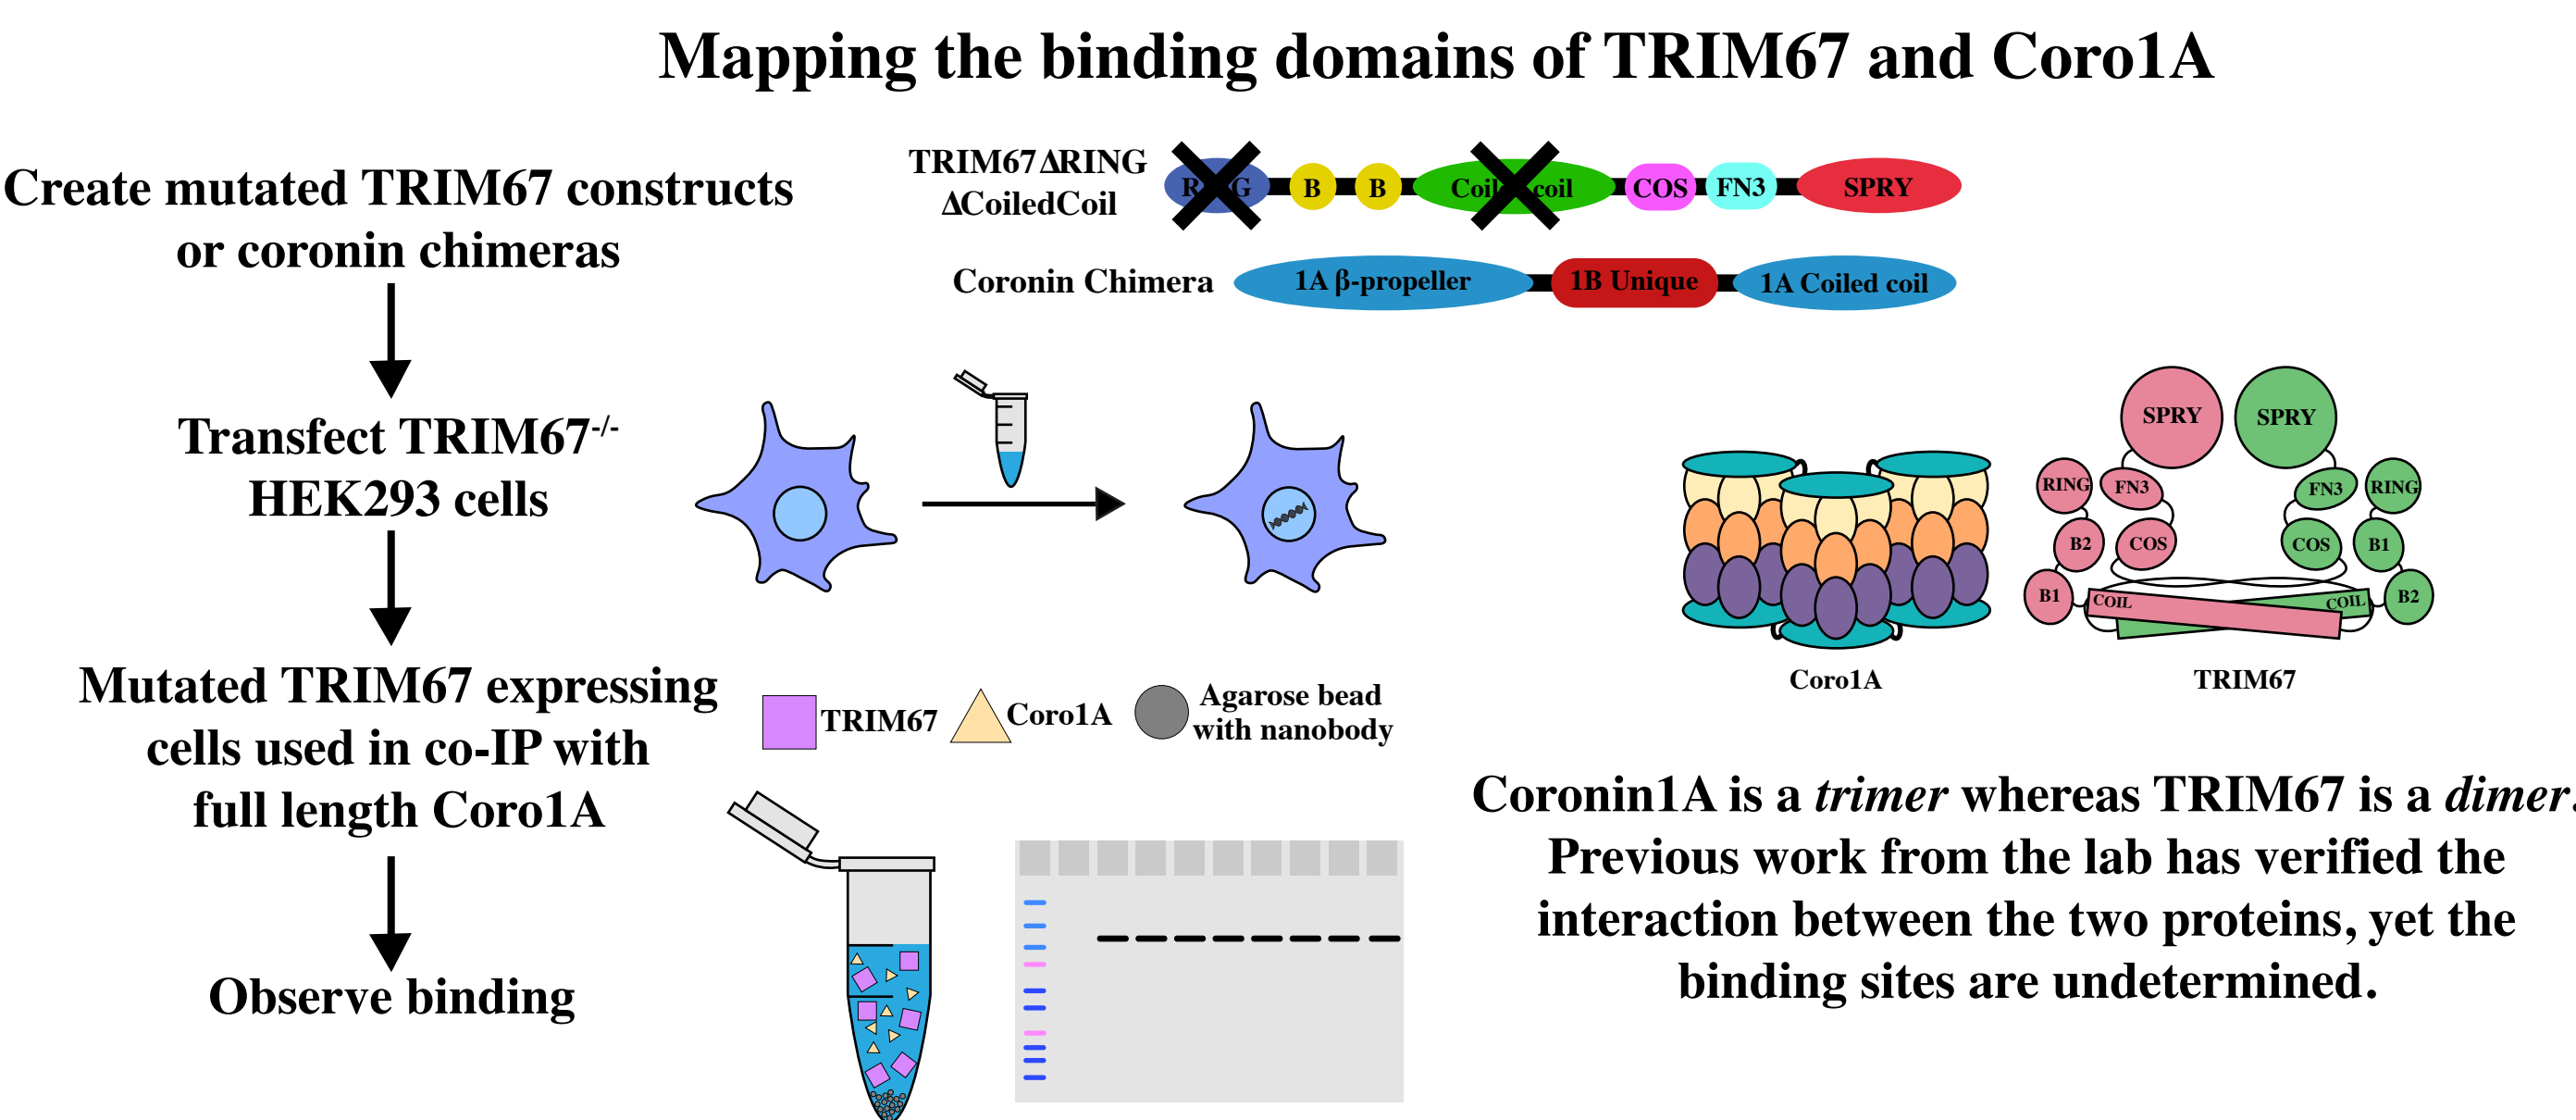 Mapping the binding domains of TRIM67 and Coro1A
Create mutated TRIM67 constructs
or coronin chimeras
Transfect TRIM67-/-
HEK293 cells
Mutated TRIM67 expressing
cells used in co-IP with
full length Coro1A
Observe binding
TRIM67ΔRING
ΔCoiledCoil
B
B
COS
FN3
SPRY
Coronin Chimera
1A β-propeller
1B Unique
1A Coiled coil
TRIM67
Coro1A
Agarose bead
with nanobody
SPRY
SPRY
RING
FN3
FN3
RING
B2
COS
COS
B1
B1
COIL
COIL
B2
Coro1A
TRIM67
Coronin1A is a trimer whereas TRIM67 is a dimer.
Previous work from the lab has verified the
interaction between the two proteins, yet the
binding sites are undetermined.